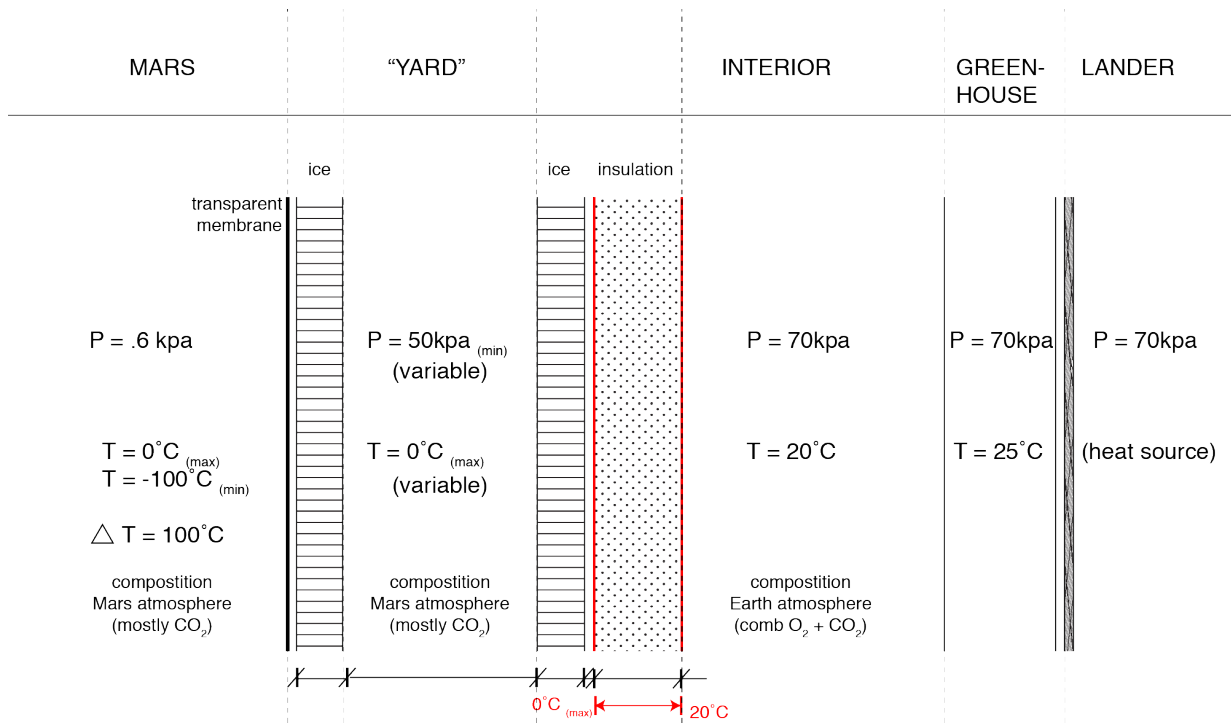 MARS
“YARD”
INTERIOR
GREEN-
HOUSE
LANDER
ice
ice
insulation
transparent
membrane
P = .6 kpa
P = 50kpa (min)
(variable)
P = 70kpa
P = 70kpa
P = 70kpa
T = 0˚C (max)
T = -100˚C (min)
T = 0˚C (max)
(variable)
T = 20˚C
T = 25˚C
(heat source)
△ T = 100˚C
compostition
Mars atmosphere
(mostly CO₂)
compostition
Mars atmosphere
(mostly CO₂)
compostition
Earth atmosphere
(comb O₂ + CO₂)
0˚C (max)
20˚C